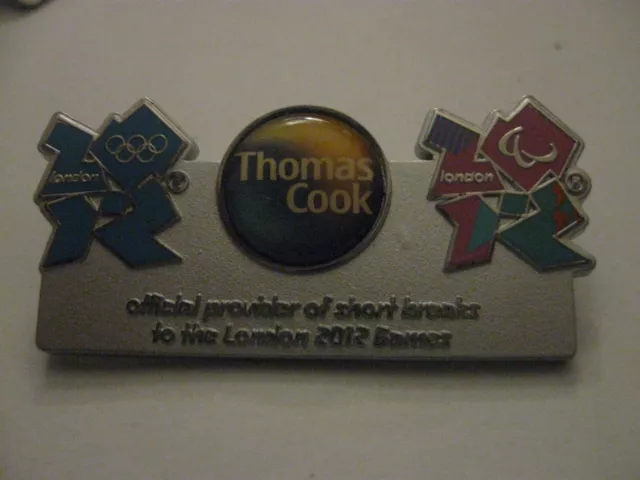 london
Thomas
Cook
london
official provider of short breaks
to the London 2012 Games